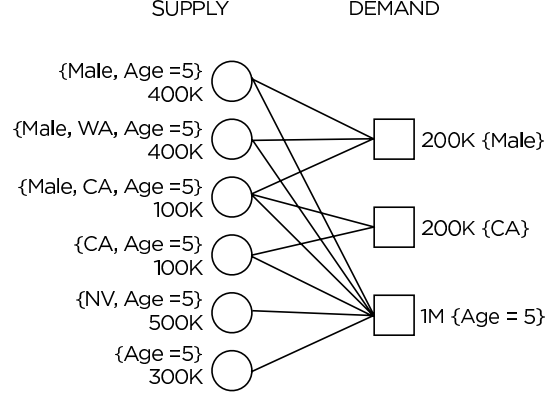 SUPPLY DEMAND
{Male, Age =5}
400K
{Male, WA, Age =5}
400K
{Male, CA, Age =5}
100K
{CA, Age =5}
100K
{NV, Age =5}
500K
{Age =5}
300K
200K {Male}
200K {CA}
1M {Age = 5}